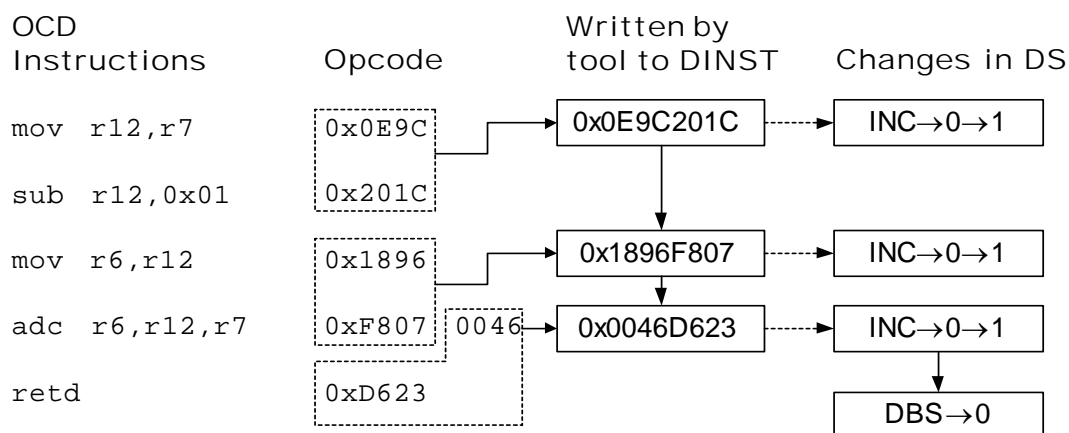 OCD Written by
Instructions Opcode tool to DINST Changes in DS
mov r12,r7 0x0E9C 0x0E9C201C INC→0→1
sub r12,0x01 0x201C
mov r6,r12 0x1896 0x1896F807 INC→0→1
adc r6,r12,r7 0xF807 0046 0x0046D623 INC→0→1
retd 0xD623 DBS→0